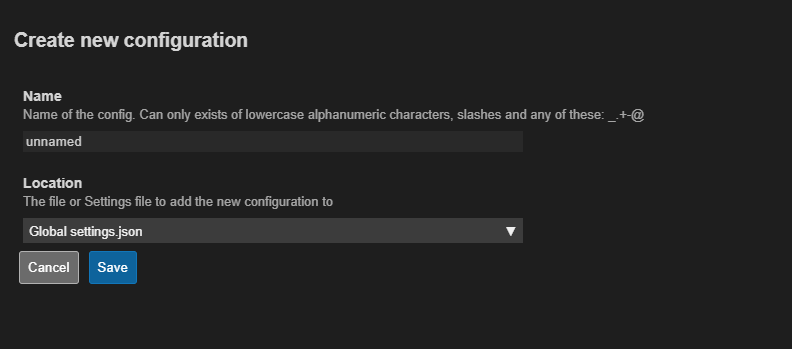 Create new configuration
Name
Name of the config. Can only exists of lowercase alphanumeric characters, slashes and any of these: _.+-@
unnamed
Location
The file or Settings file to add the new configuration to
Global settings.json
Cancel Save